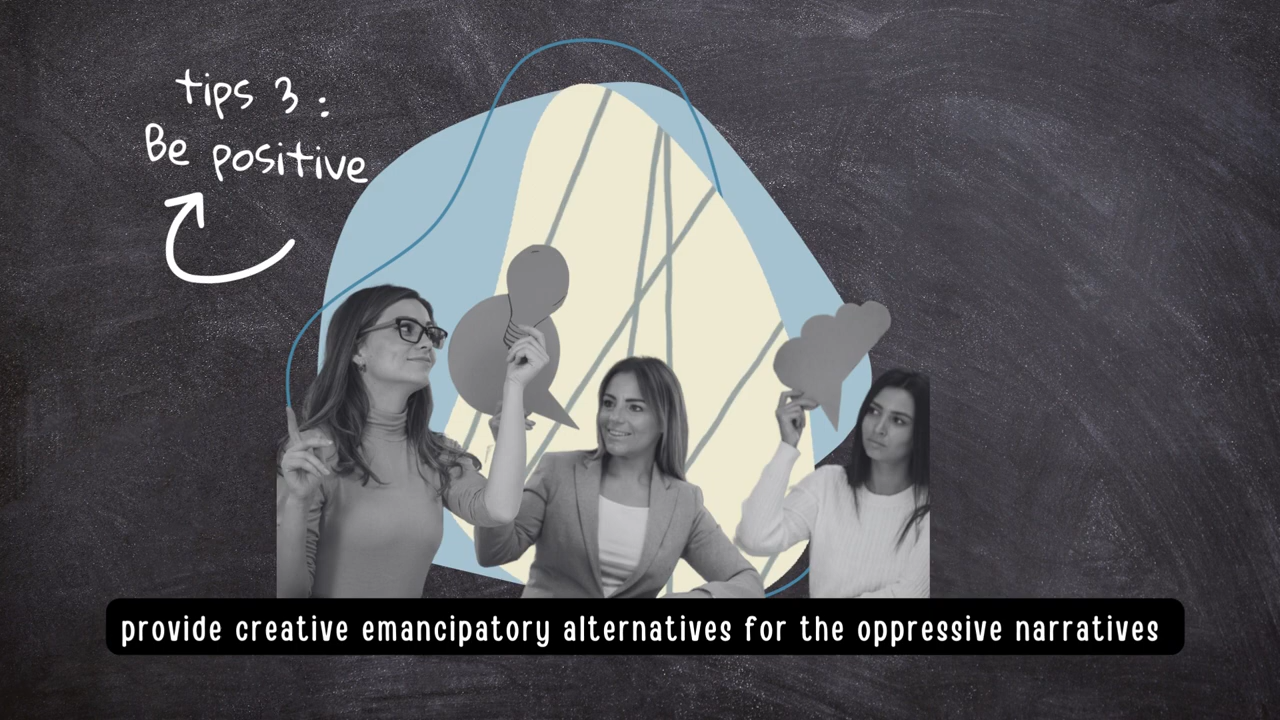 tips 3 :
Be positive
provide creative emancipatory alternatives for the oppressive narratives